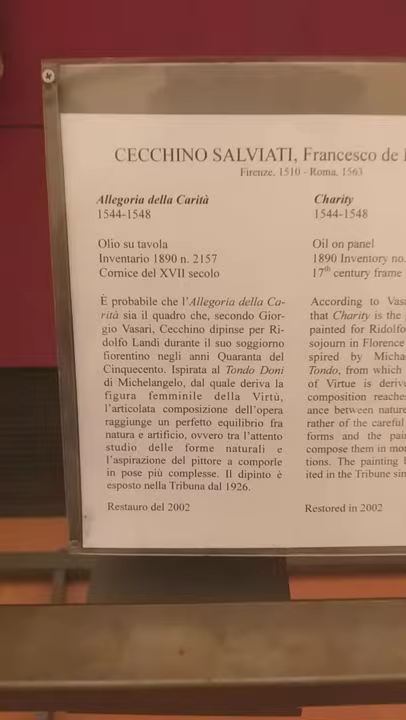 CECCHINO SALVIATI, Francesco de
Firenze, 1510 - Roma, 1563
Allegoria della Carità
1544-1548
Olio su tavola
Inventario 1890 n. 2157
Cornice del XVII secolo
È probabile che l'Allegoria della Ca-
rità sia il quadro che, secondo Gior-
gio Vasari, Cecchino dipinse per Ri-
dolfo Landi durante il suo soggiorno
fiorentino negli anni Quaranta del
Cinquecento. Ispirata al Tondo Doni
di Michelangelo, dal quale deriva la
figura femminile della Virtù,
l'articolata composizione dell'opera
raggiunge un perfetto equilibrio fra
natura e artificio, ovvero tra l'attento
studio delle forme naturali e
l'aspirazione del pittore a comporle
in pose più complesse. Il dipinto è
esposto nella Tribuna dal 1926.
Restauro del 2002
Charity
1544-1548
Oil on panel
1890 Inventory no.
17th century frame
According to Vas
that Charity is the
painted for Ridolfo
sojourn in Florence
spired by Micha
Tondo, from which
of Virtue is derive
composition reache
ance between nature
rather of the careful
forms and the pain
compose them in mor
tions. The painting
ited in the Tribune sin
Restored in 2002